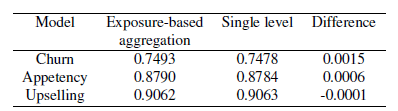 Model Exposure-based Single level Difference
aggregation
Churn 0.7493 0.7478 0.0015
Appetency 0.8790 0.8784 0.0006
Upselling 0.9062 0.9063 -0.0001